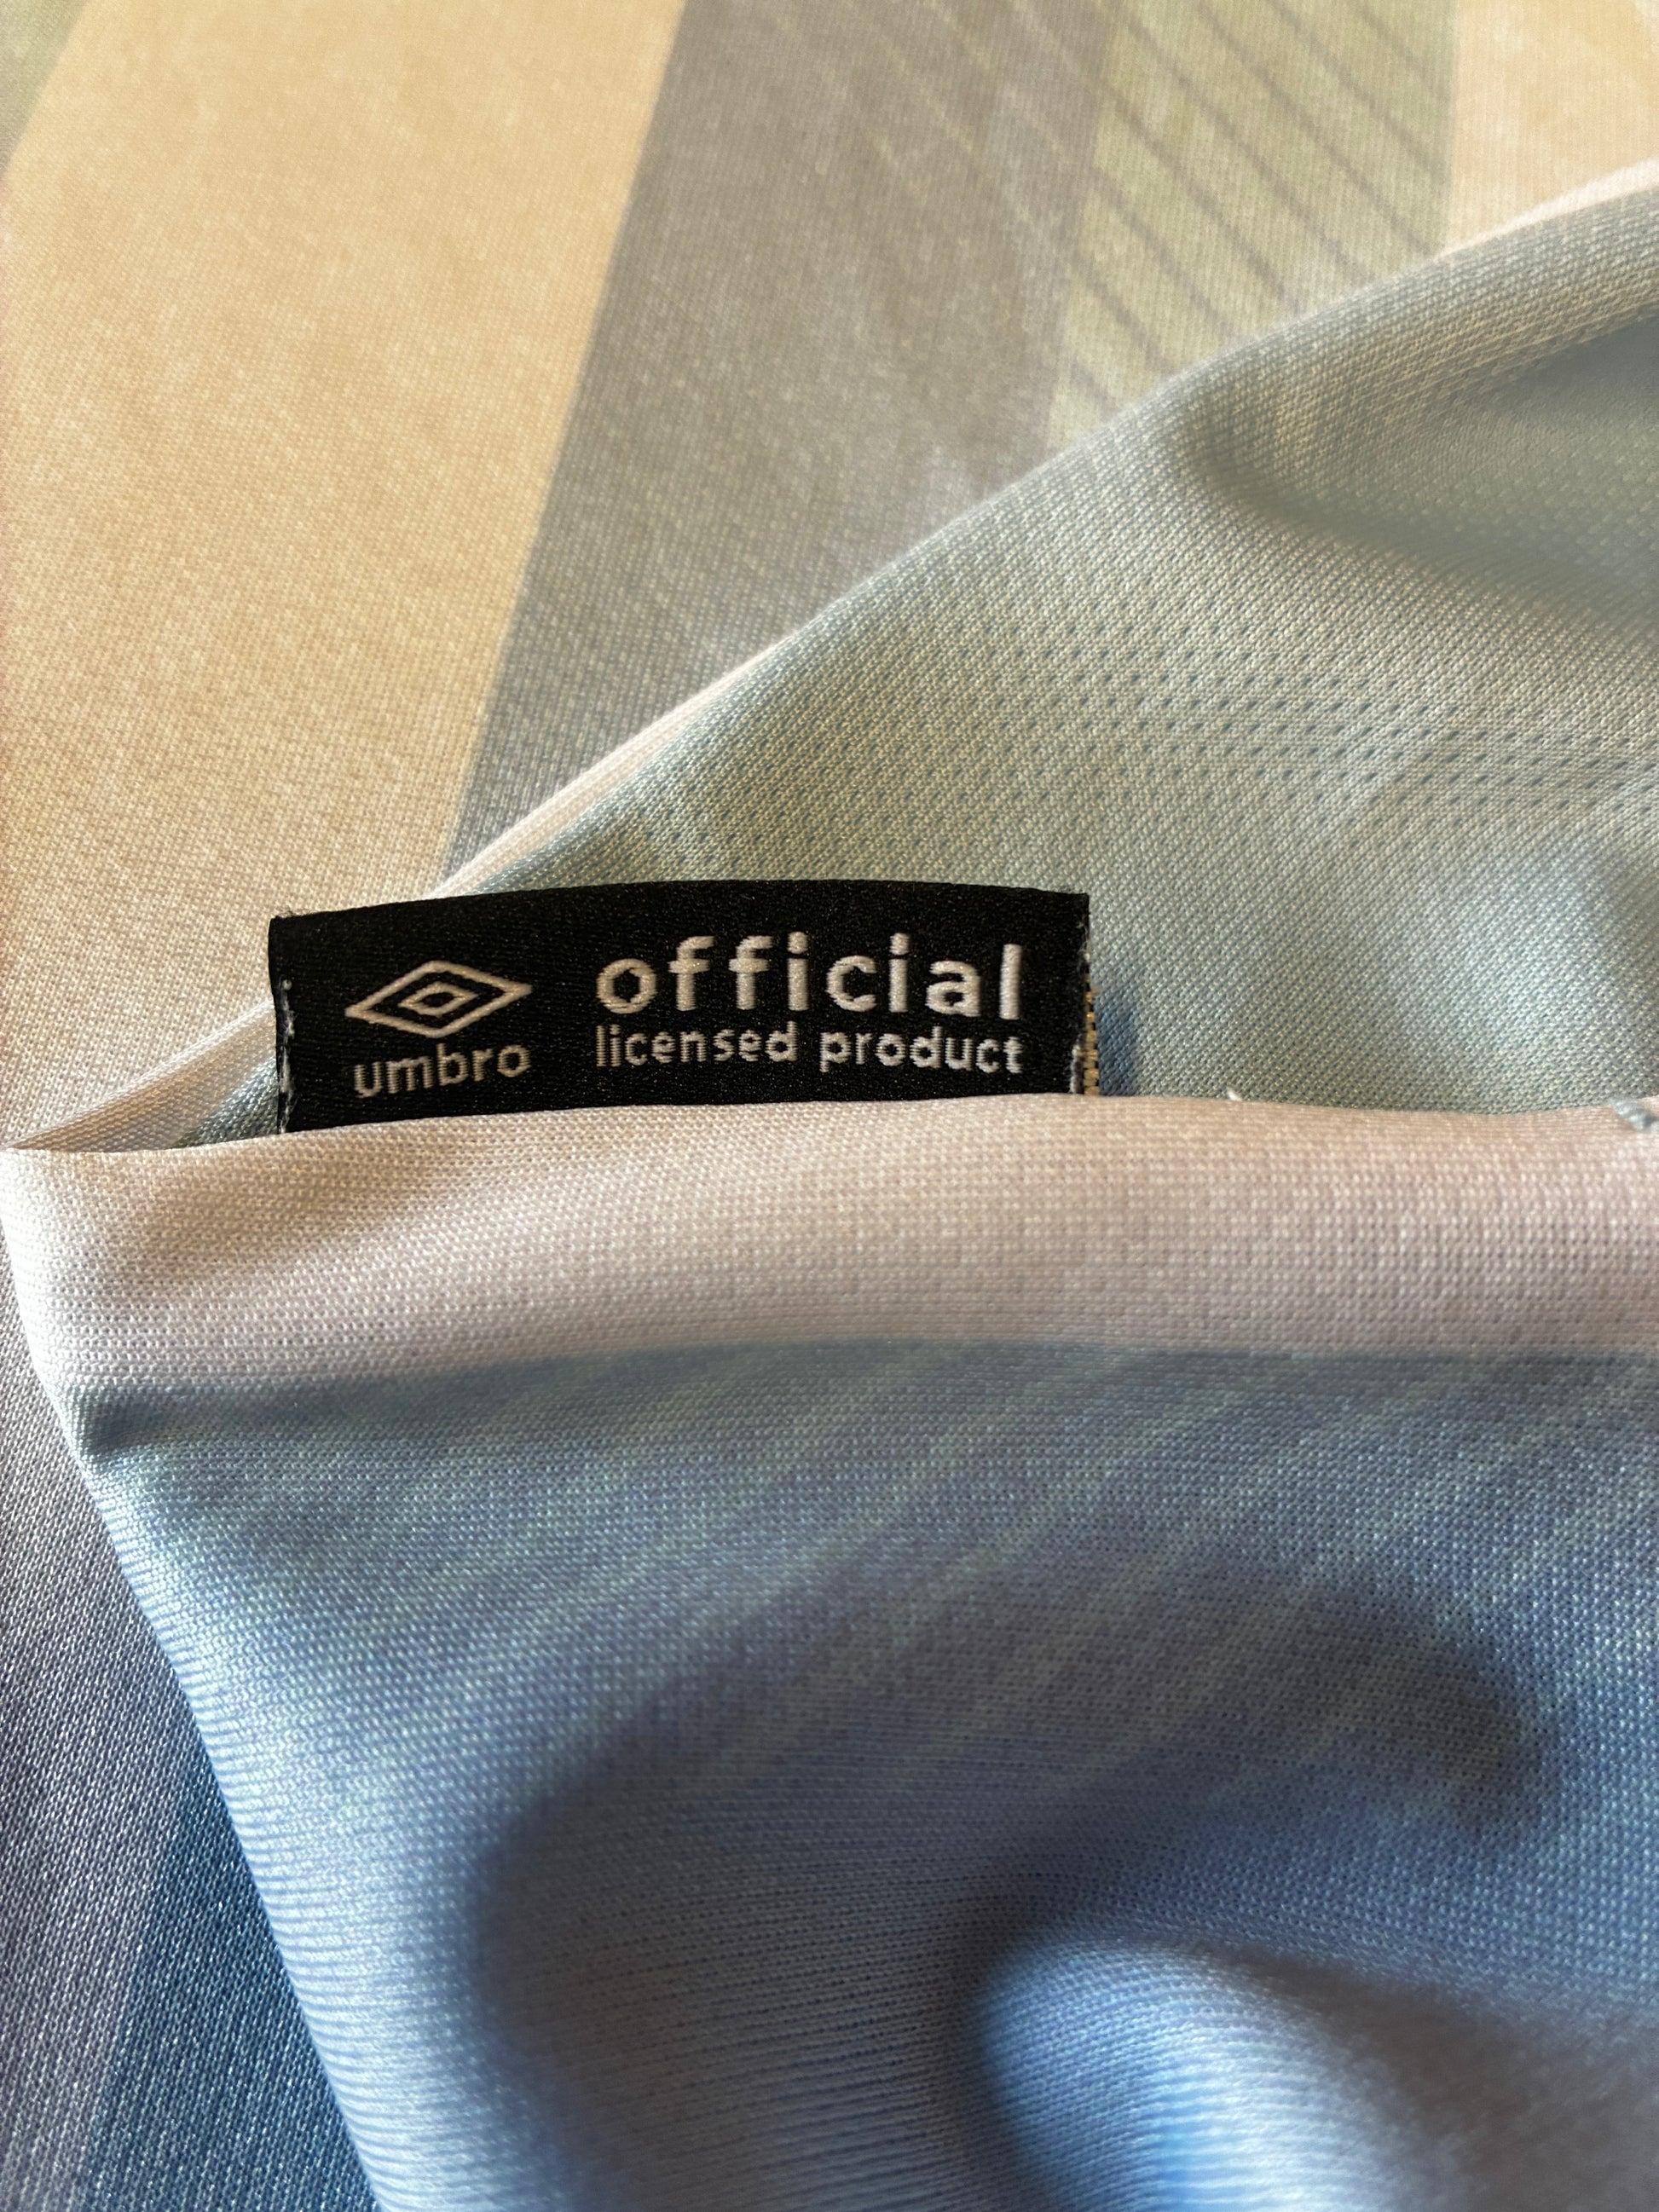 official
licensed product
umbro